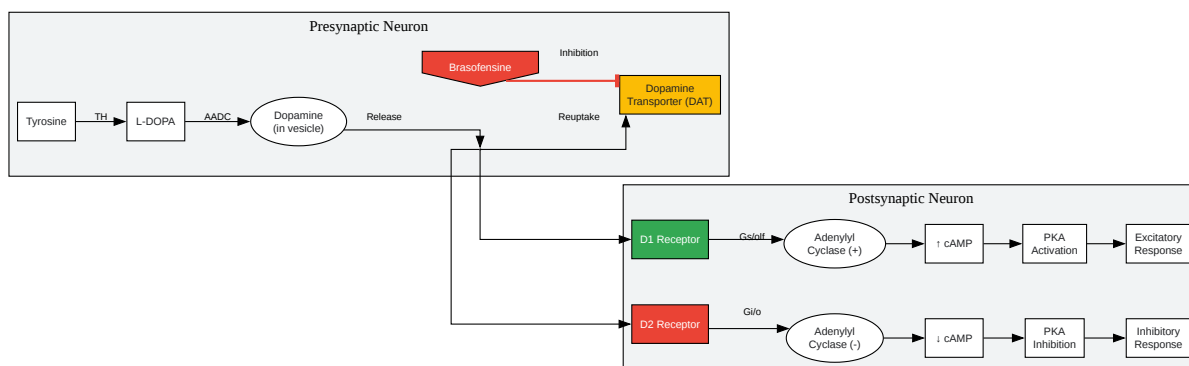 Presynaptic Neuron
Brasofensine
Inhibition
Dopamine
Transporter (DAT)
Tyrosine
TH
L-DOPA
AADC
Dopamine
(in vesicle)
Release
Reuptake
Postsynaptic Neuron
D1 Receptor
Gs/olf
Adenylyl
Cyclase (+)
↑ cAMP
PKA
Activation
Excitatory
Response
D2 Receptor
Gi/o
Adenylyl
Cyclase (-)
↓ cAMP
PKA
Inhibition
Inhibitory
Response